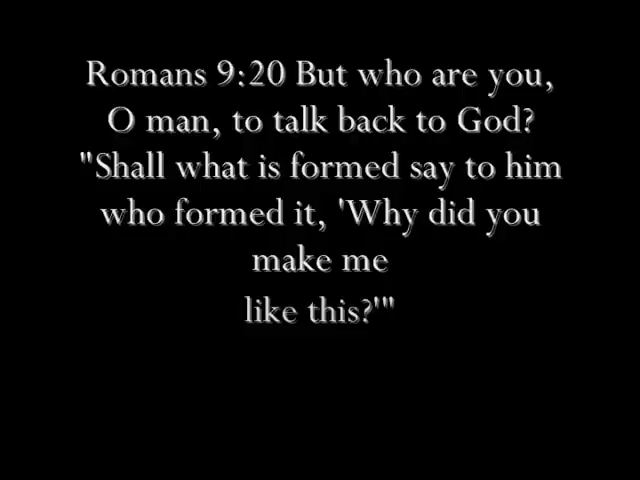 Romans 9:20 But who are you,
O man, to talk back to God?
"Shall what is formed say to him
who formed it, 'Why did you
make me
like this?'"